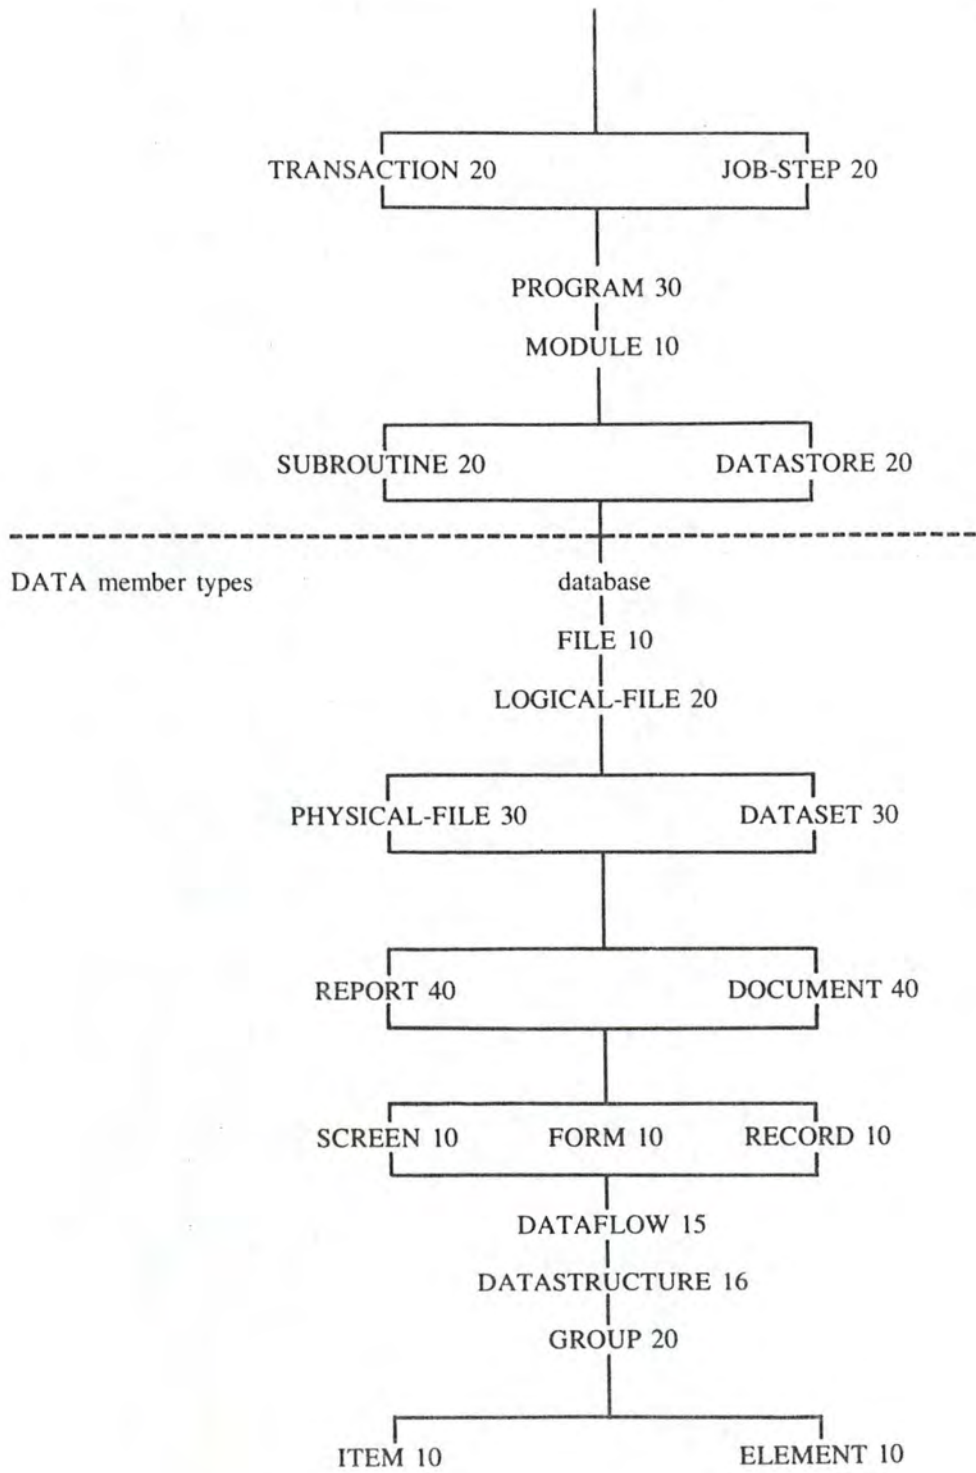 TRANSACTION 20 JOB-STEP 20
PROGRAM 30
MODULE 10
SUBROUTINE 20 DATASTORE 20
DATA member types database
FILE 10
LOGICAL-FILE 20
PHYSICAL-FILE 30 DATASET 30
REPORT 40 DOCUMENT 40
SCREEN 10 FORM 10 RECORD 10
DATAFLOW 15
DATASTRUCTURE 16
GROUP 20
ITEM 10 ELEMENT 10